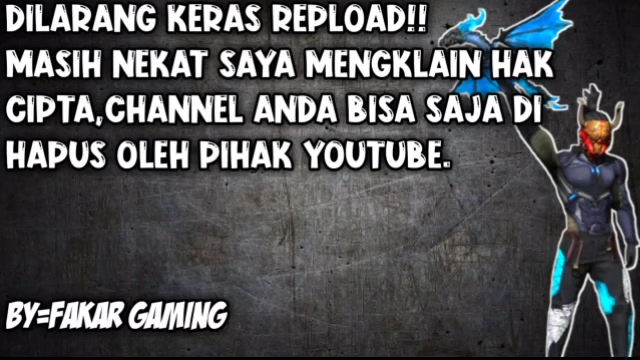 DILARANG KERAS REPLOAD!!
MASIH NEKAT SAYA MENGKLAIN HAK
CIPTA,CHANNEL ANDA BISA SAJA DI
HAPUS OLEH PIHAK YOUTUBE.
BY=FAKAR GAMING